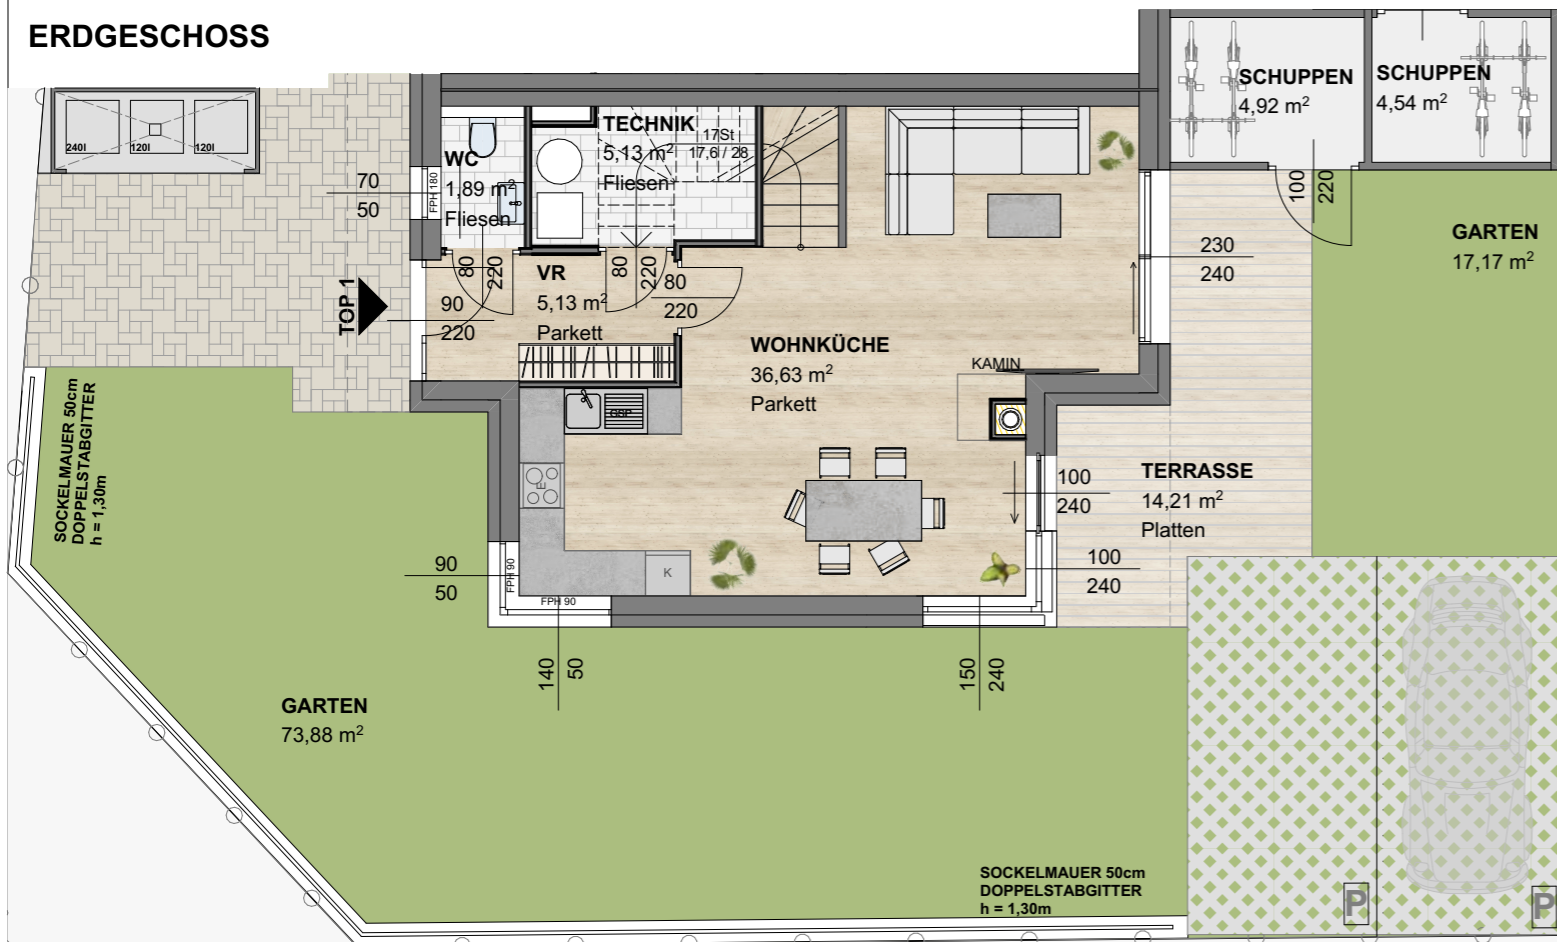 ERDGESCHOSS
240l
120l
120l
70
50
FPH 180
WC
1,89 m²
Fliesen
TECHNIK
5,13 m²
Fliesen
17St
17,6 / 28
SCHUPPEN
4,92 m²
SCHUPPEN
4,54 m²
100
220
GARTEN
17,17 m²
230
240
TOP 1
90
220
80
220
VR
5,13 m²
Parkett
80
220
80
220
WOHNKÜCHE
36,63 m²
Parkett
KAMIN
GSP
E
K
SOCKELMAUER 50cm
DOPPELSTABGITTER
h = 1,30m
100
240
TERRASSE
14,21 m²
Platten
100
240
90
50
FPH 90
FPH 90
140
50
150
240
GARTEN
73,88 m²
SOCKELMAUER 50cm
DOPPELSTABGITTER
h = 1,30m
P
P